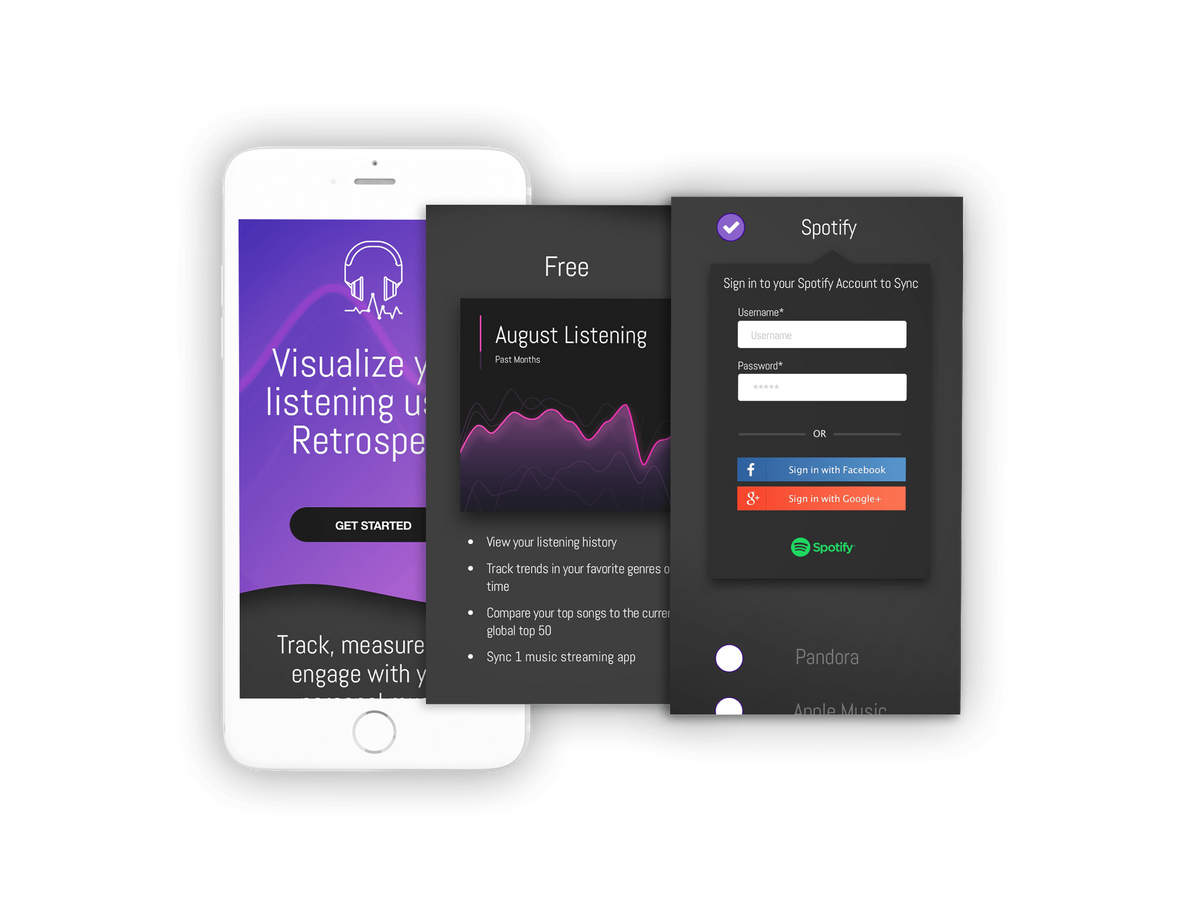 Visualize y
listening us
Retrospe
GET STARTED
Track, measure
engage with y
Free
August Listening
Past Months
View your listening history
Track trends in your favorite genres o
time
Compare your top songs to the curren
global top 50
Sync 1 music streaming app
Spotify
Sign in to your Spotify Account to Sync
Username*
Username
Password*
*****
OR
f Sign in with Facebook
g+ Sign in with Google+
Spotify
Pandora
Apple Music